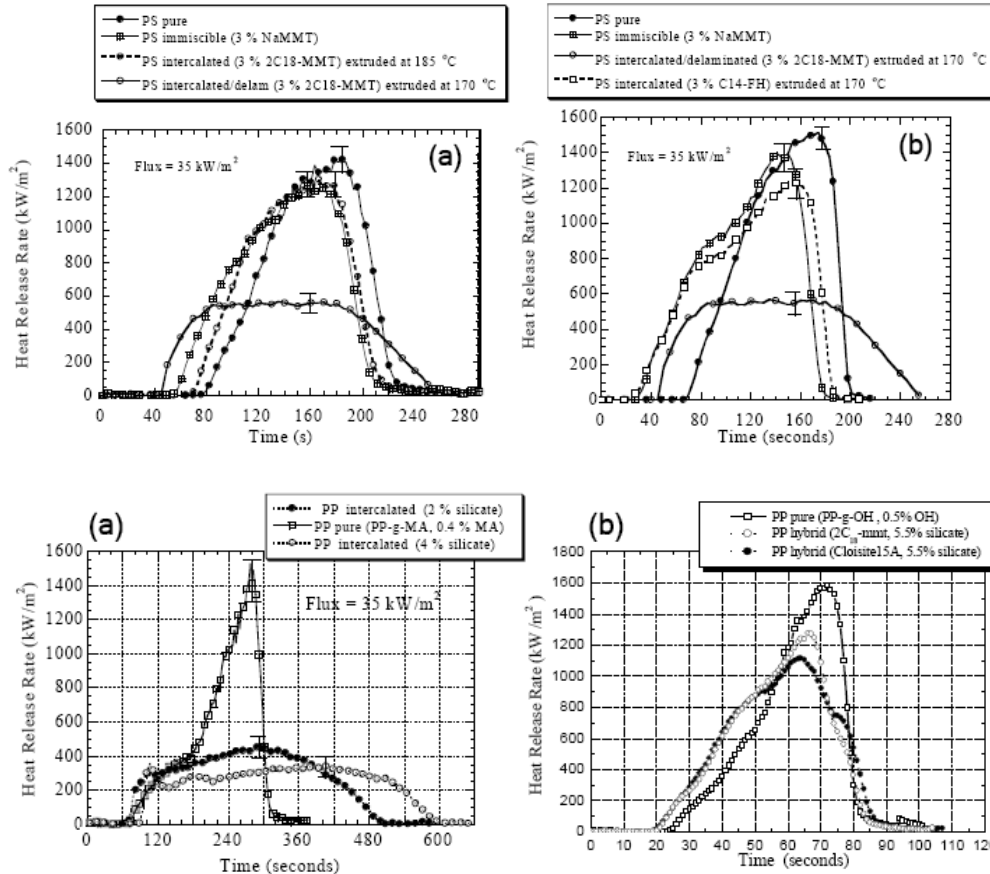 PS pure
PS immiscible (3 % NaMMT)
PS intercalated (3 % 2C18-MMT) extruded at 185 °C
PS intercalated/delam (3 % 2C18-MMT) extruded at 170 °C
1600
1400
1200
1000
800
600
400
200
0
Heat Release Rate (kW/m²)
Flux = 35 kW/m²
(a)
0 40 80 120 160 200 240 280
Time (s)
PS pure
PS immiscible (3 % NaMMT)
PS intercalated/delaminated (3 % 2C18-MMT) extruded at 170 °C
PS intercalated (3 % C14-FH) extruded at 170 °C
1600
1400
1200
1000
800
600
400
200
0
Heat Release Rate (kW/m²)
Flux = 35 kW/m²
(b)
0 40 80 120 160 200 240 280
Time (seconds)
(a)
PP intercalated (2 % silicate)
PP pure (PP-g-MA, 0.4 % MA)
PP intercalated (4 % silicate)
1600
1400
1200
1000
800
600
400
200
0
Heat Release Rate (kW/m²)
Flux = 35 kW/m²
0 120 240 360 480 600
Time (seconds)
(b)
PP pure (PP-g-OH , 0.5% OH)
PP hybrid (2C18-mmt, 5.5% silicate)
PP hybrid (Cloisite15A, 5.5% silicate)
1800
1600
1400
1200
1000
800
600
400
200
0
Heat Release Rate (kW/m²)
0 10 20 30 40 50 60 70 80 90 100 110 120
Time (seconds)